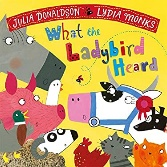 JULIA DONALDSON * LYDIA MONKS
What the
Ladybird
Heard